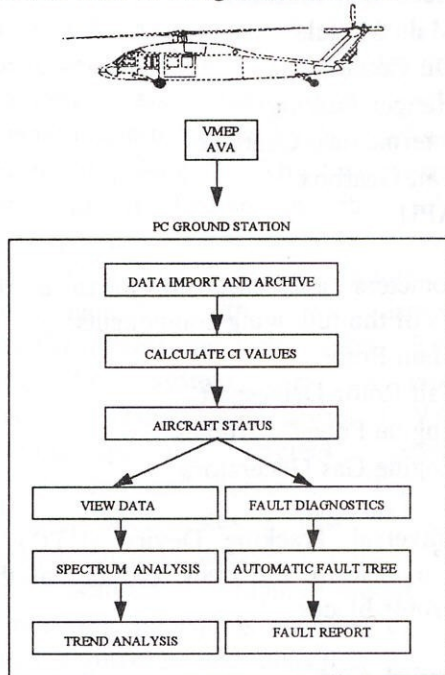 VMEP
AVA
PC GROUND STATION
DATA IMPORT AND ARCHIVE
CALCULATE CI VALUES
AIRCRAFT STATUS
VIEW DATA
FAULT DIAGNOSTICS
SPECTRUM ANALYSIS
AUTOMATIC FAULT TREE
TREND ANALYSIS
FAULT REPORT